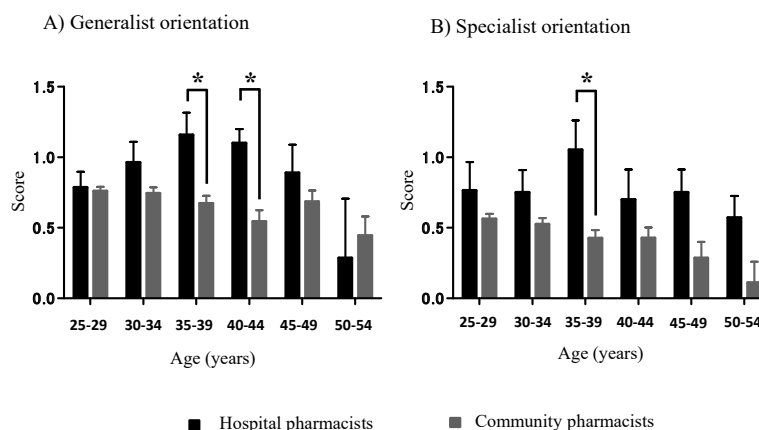 A) Generalist orientation
*
*
1.5
1.0
0.5
0.0
Score
25-29 30-34 35-39 40-44 45-49 50-54
Age (years)
B) Specialist orientation
*
1.5
1.0
0.5
0.0
Score
25-29 30-34 35-39 40-44 45-49 50-54
Age (years)
Hospital pharmacists
Community pharmacists